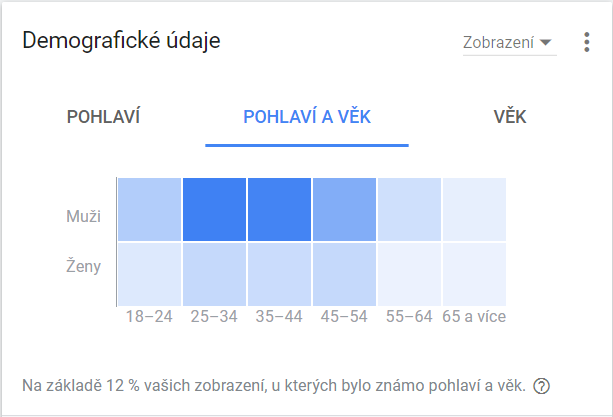 Demografické údaje
Zobrazení
POHLAVÍ
POHLAVÍ A VĚK
VĚK
Muži
Ženy
18–24 25–34 35–44 45–54 55–64 65 a více
Na základě 12 % vašich zobrazení, u kterých bylo známo pohlaví a věk. ?